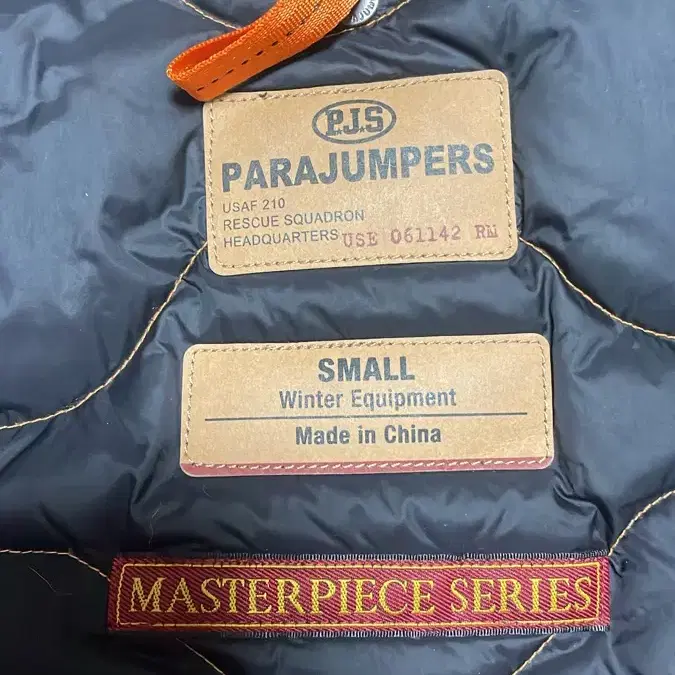 PJS
PARAJUMPERS
USAF 210
RESCUE SQUADRON
HEADQUARTERS USE 061142 RM
SMALL
Winter Equipment
Made in China
MASTERPIECE SERIES